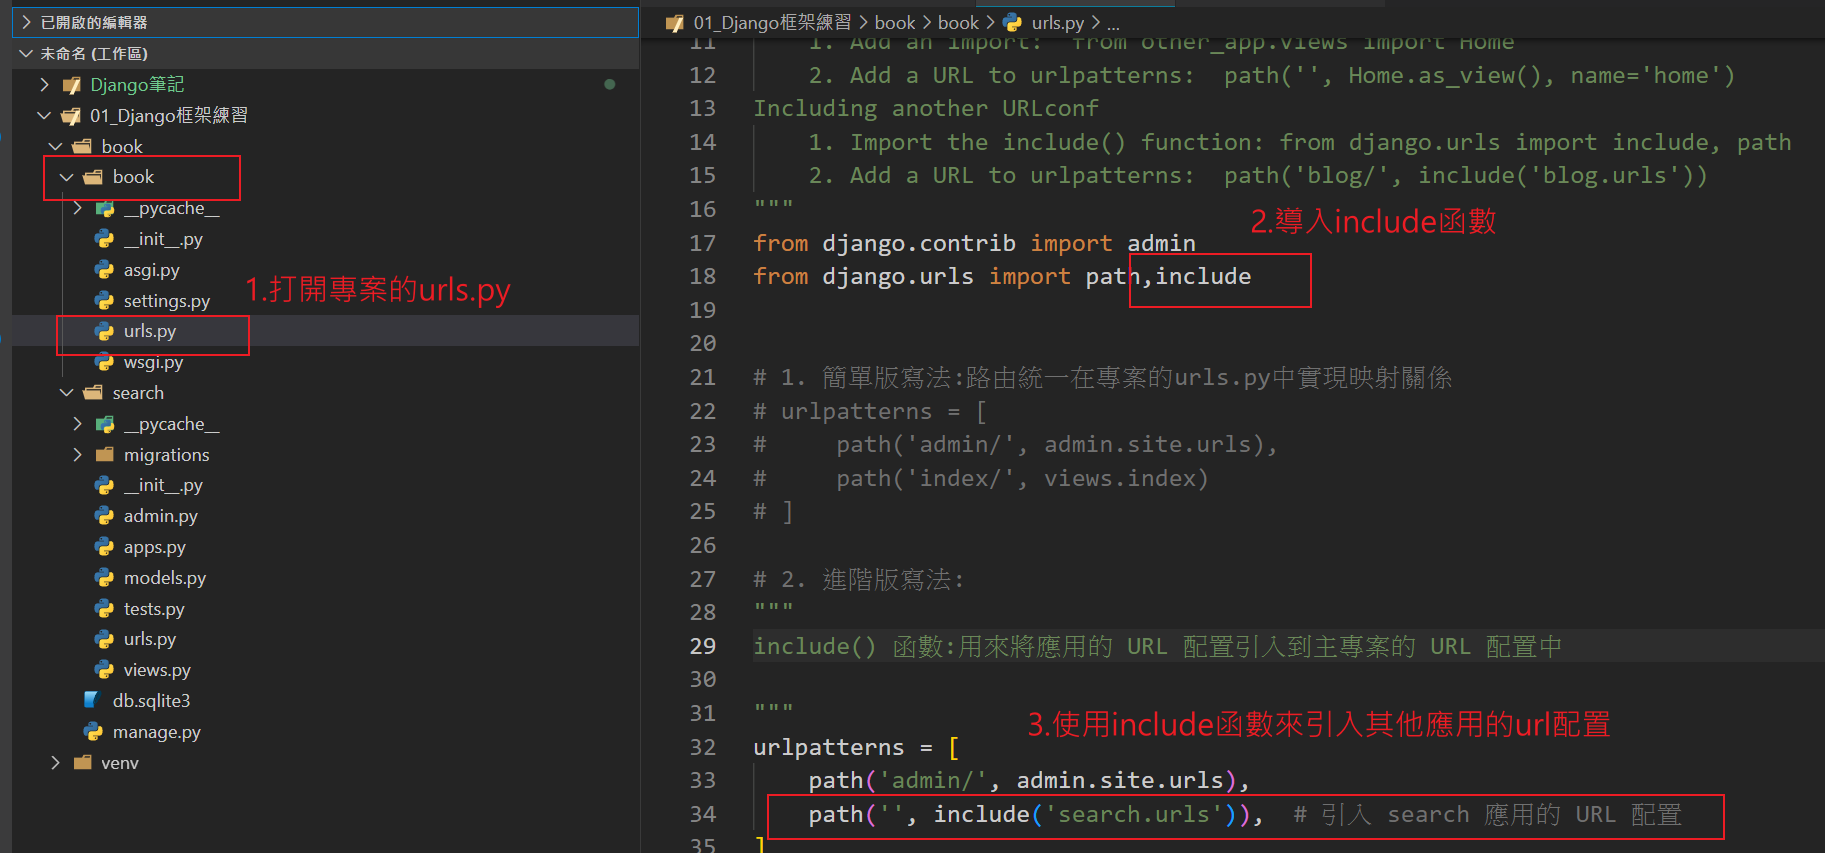 已開啟的編輯器
未命名 (工作區)
Django筆記
01_Django框架練習
book
book
__pycache__
__init__.py
asgi.py
settings.py
urls.py
wsgi.py
search
__pycache__
migrations
__init__.py
admin.py
apps.py
models.py
tests.py
urls.py
views.py
db.sqlite3
manage.py
venv
1.打開專案的urls.py
01_Django框架練習 > book > book > urls.py > ...
11 1. Add an import:  from other_app.views import Home
12 2. Add a URL to urlpatterns:  path('', Home.as_view(), name='home')
13 Including another URLconf
14 1. Import the include() function: from django.urls import include, path
15 2. Add a URL to urlpatterns:  path('blog/', include('blog.urls'))
16 """
2.導入include函數
17 from django.contrib import admin
18 from django.urls import path,include
19
20
21 # 1. 簡單版寫法:路由統一在專案的urls.py中實現映射關係
22 # urlpatterns = [
23 #     path('admin/', admin.site.urls),
24 #     path('index/', views.index)
25 # ]
26
27 # 2. 進階版寫法:
28 """
29 include() 函數:用來將應用的 URL 配置引入到主專案的 URL 配置中
30
31 """
3.使用include函數來引入其他應用的url配置
32 urlpatterns = [
33 path('admin/', admin.site.urls),
34 path('', include('search.urls')),  # 引入 search 應用的 URL 配置
35 ]